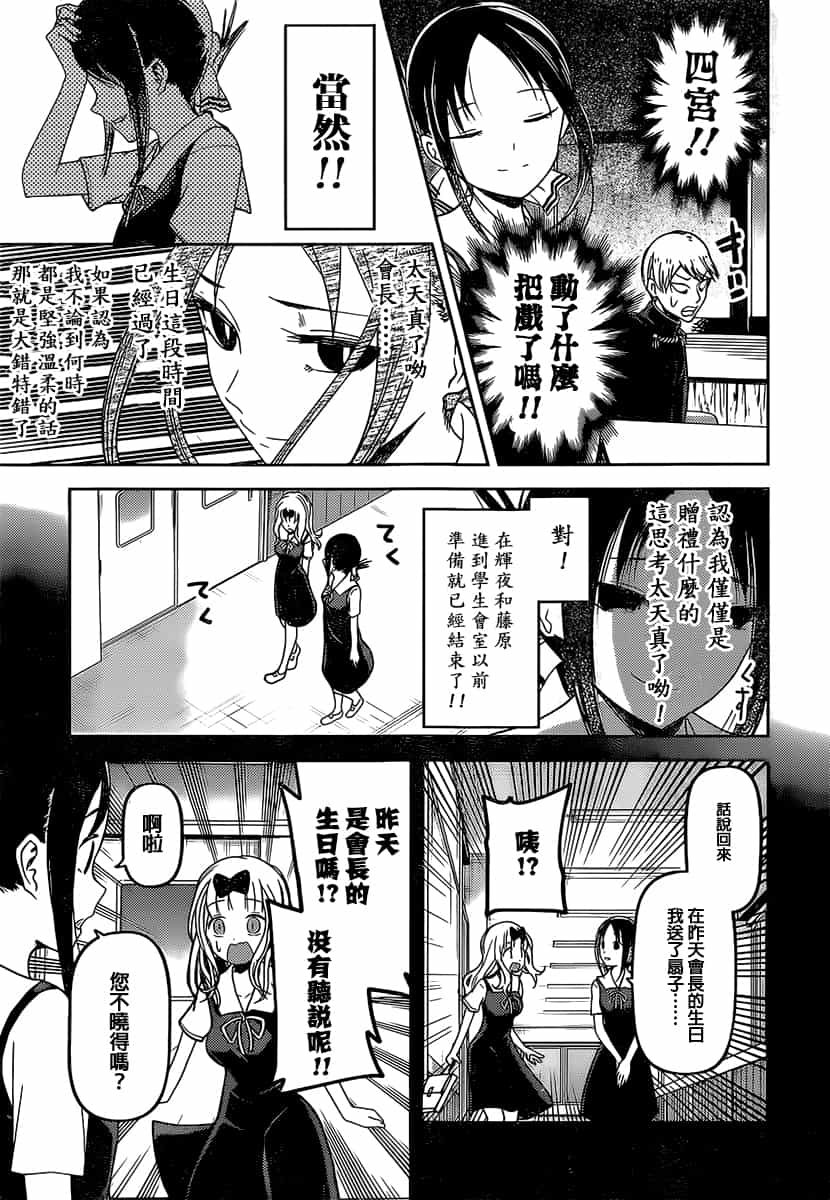 四宮!!
動了什麼
把戲了嗎!!
當然!!
太天真了呦
會長……
生日這段時間
已經過了
如果認為
我不論到何時
都是堅強溫柔的話
那就是大錯特錯了
認為我僅僅是
贈禮什麼的
這思考太天真了呦!
對!
在輝夜和藤原
進到學生會室以前
準備就已經結束了!!
てく
てく
話說回來
在昨天會長的生日
我送了扇子……
咦!?
昨天
是會長的
生日嗎!?
沒有聽說呢!!
啊啦
您不曉得嗎?